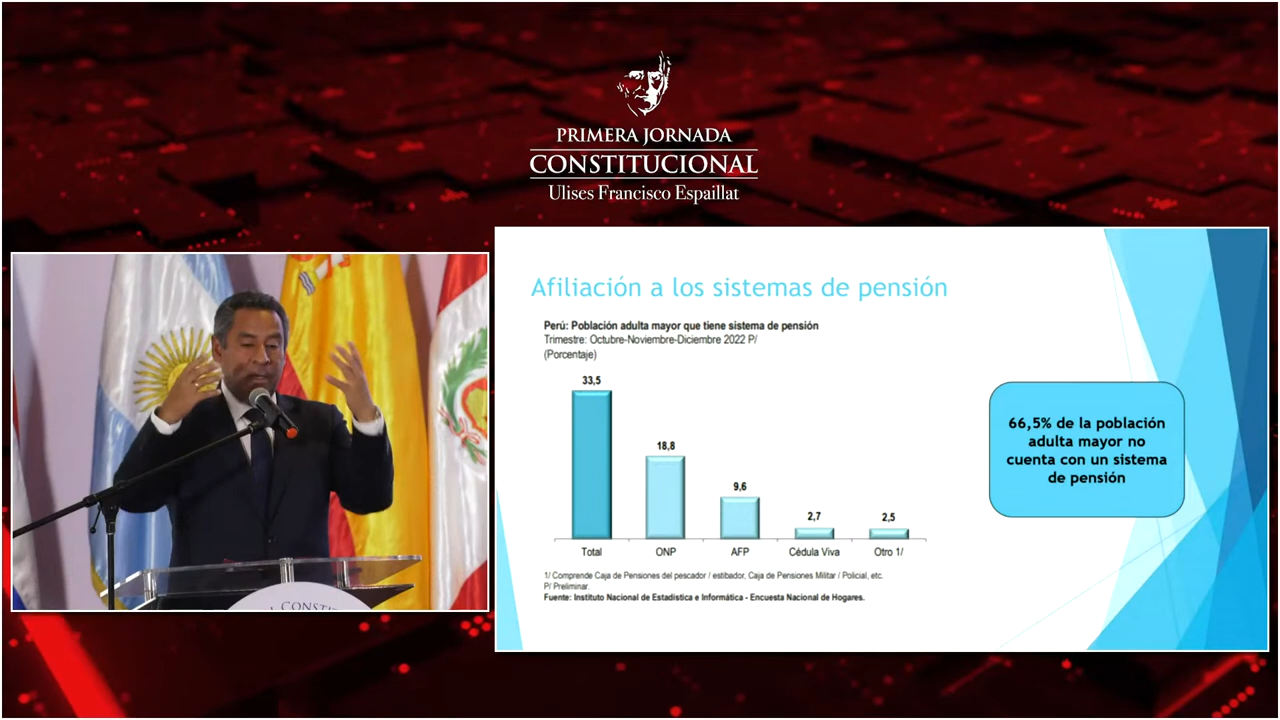 PRIMERA JORNADA
CONSTITUCIONAL
Ulises Francisco Espaillat
Afiliación a los sistemas de pensión
Perú: Población adulta mayor que tiene sistema de pensión
Trimestre: Octubre-Noviembre-Diciembre 2022 P/
(Porcentaje)
33,5
18,8
9,6
2,7
2,5
Total
ONP
AFP
Cédula Viva
Otro 1/
1/ Comprende Caja de Pensiones del pescador / estibador, Caja de Pensiones Militar / Policial, etc.
P/ Preliminar.
Fuente: Instituto Nacional de Estadística e Informática - Encuesta Nacional de Hogares.
66,5% de la población
adulta mayor no
cuenta con un sistema
de pensión